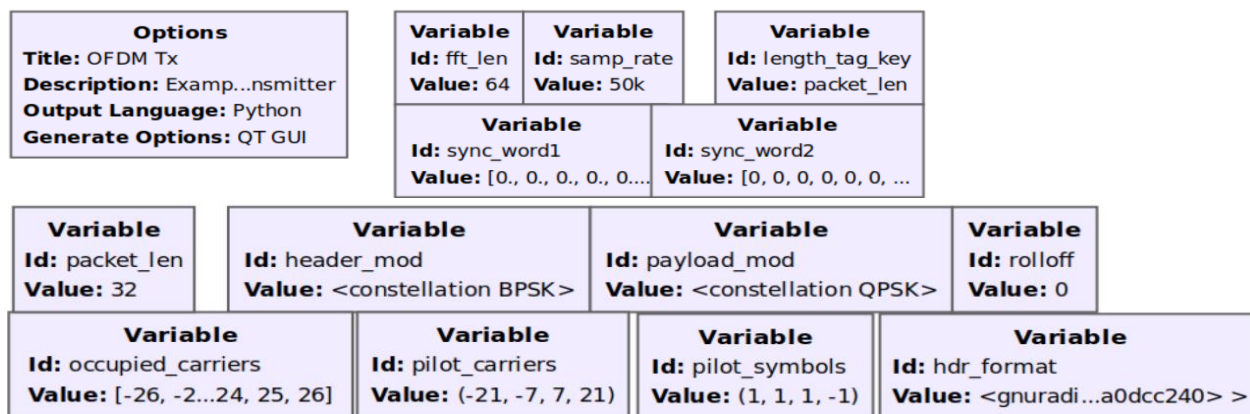 Options
Title: OFDM Tx
Description: Examp...nsmitter
Output Language: Python
Generate Options: QT GUI
Variable
Id: fft_len
Value: 64
Variable
Id: samp_rate
Value: 50k
Variable
Id: length_tag_key
Value: packet_len
Variable
Id: sync_word1
Value: [0., 0., 0., 0., 0....
Variable
Id: sync_word2
Value: [0, 0, 0, 0, 0, 0, ...
Variable
Id: packet_len
Value: 32
Variable
Id: header_mod
Value: <constellation BPSK>
Variable
Id: payload_mod
Value: <constellation QPSK>
Variable
Id: rolloff
Value: 0
Variable
Id: occupied_carriers
Value: [-26, -2...24, 25, 26]
Variable
Id: pilot_carriers
Value: (-21, -7, 7, 21)
Variable
Id: pilot_symbols
Value: (1, 1, 1, -1)
Variable
Id: hdr_format
Value: <gnuradi...a0dcc240> >